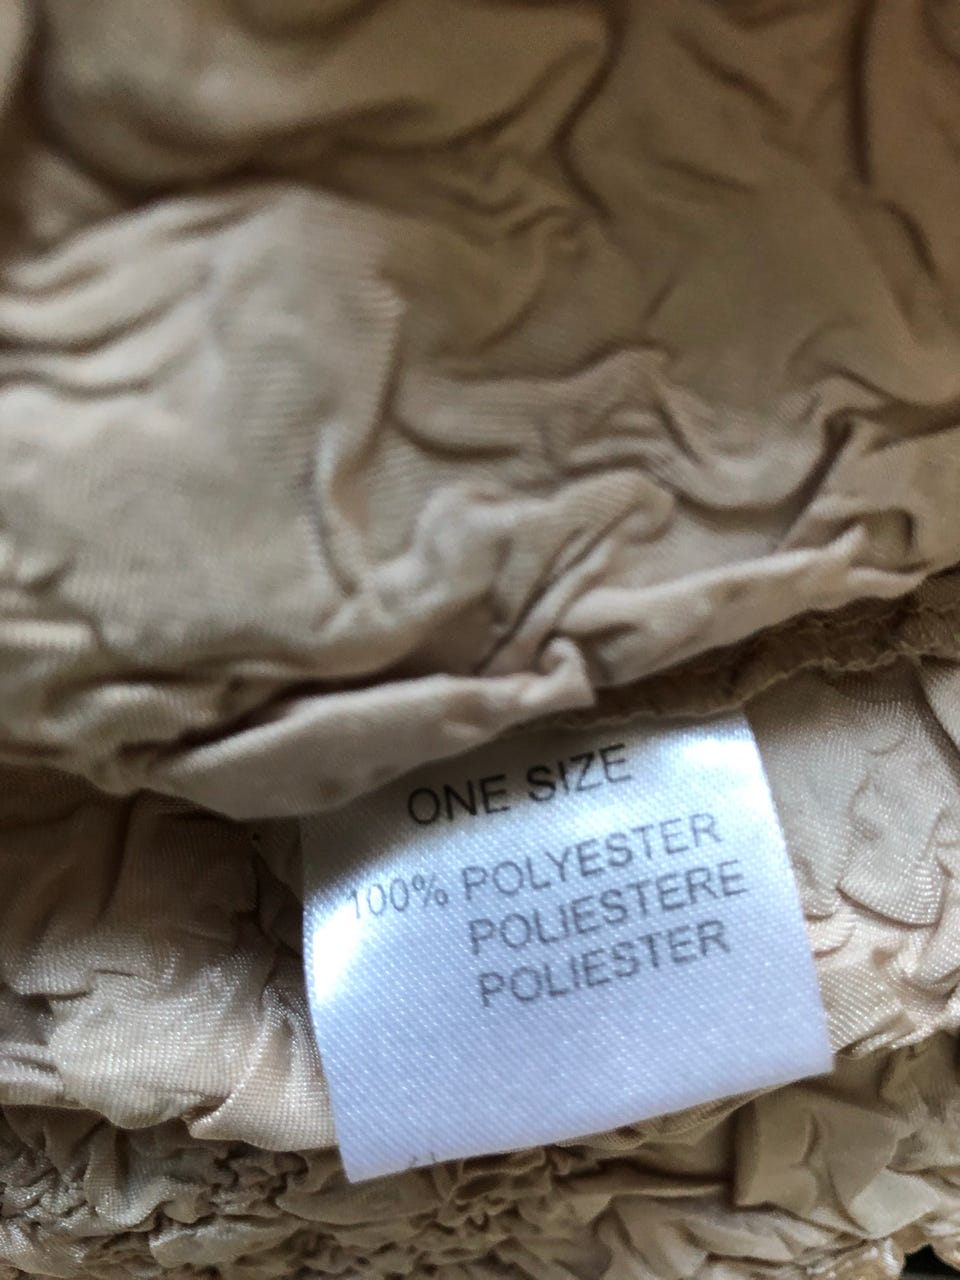 ONE SIZE
100% POLYESTER
POLIESTERE
POLIESTER